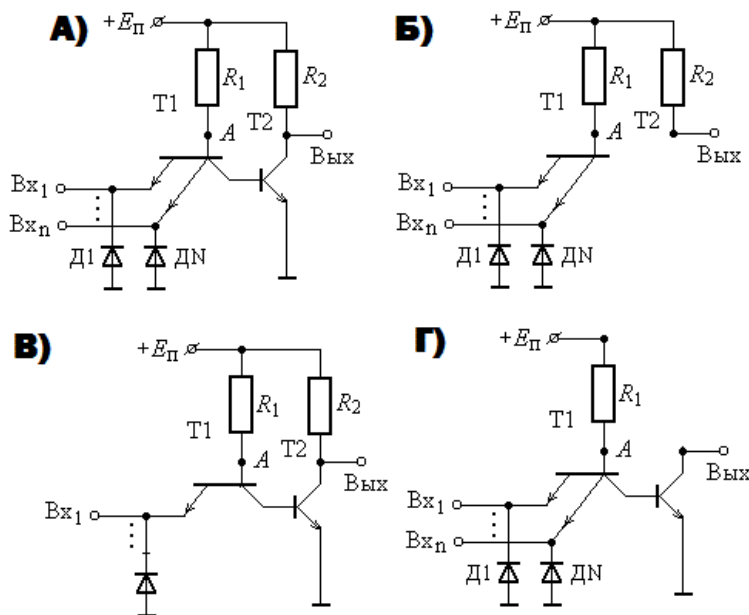 А)
+Eп
R1
R2
T1
A
T2
Вых
Вх1
Вхn
Д1
ДN
Б)
+Eп
R1
R2
T1
A
T2
Вых
Вх1
Вхn
Д1
ДN
В)
+Eп
R1
R2
T1
A
T2
Вых
Вх1
Г)
+Eп
R1
T1
A
Вых
Вх1
Вхn
Д1
ДN